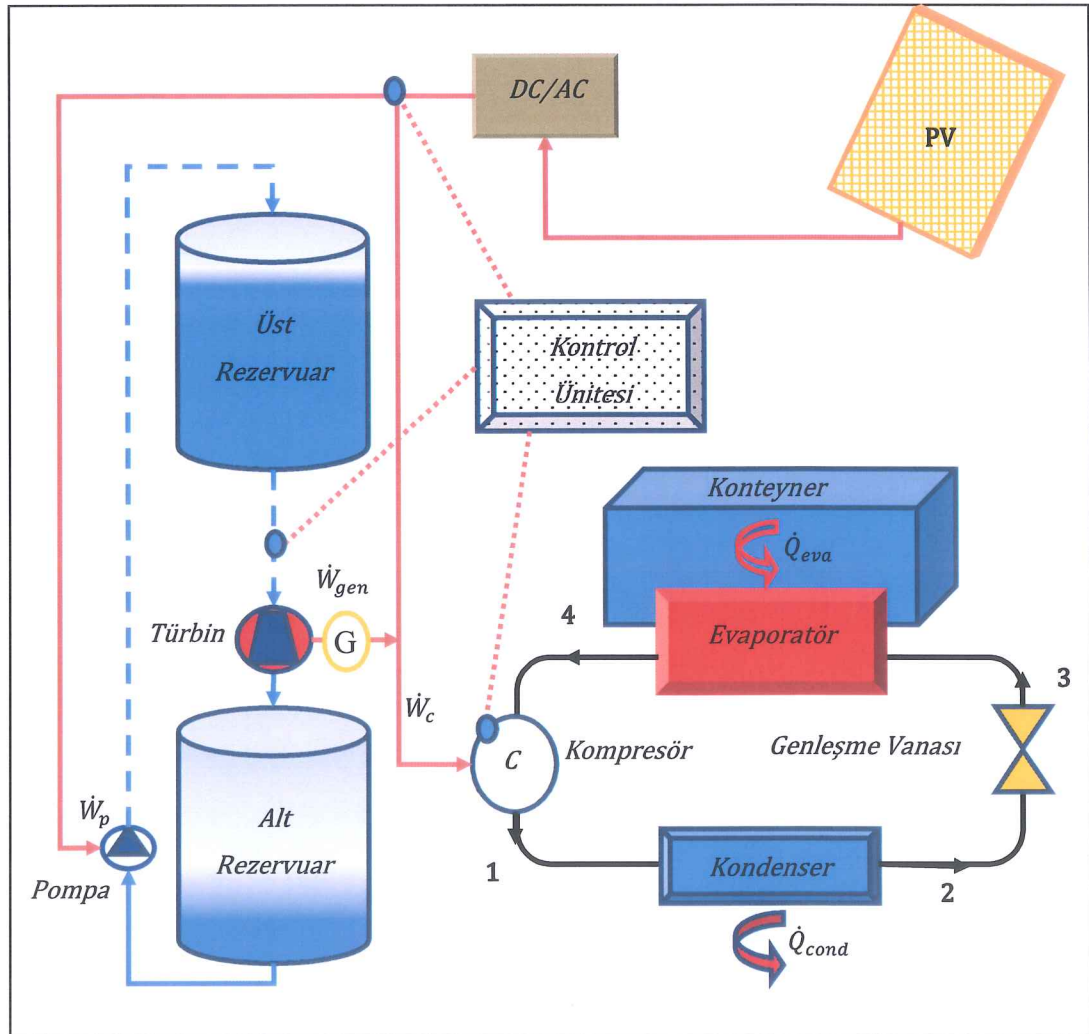 DC/AC
PV
Üst
Rezervuar
Kontrol
Ünitesi
Konteyner
Q̇eva
Ẇgen
4
Türbin
G
Evaporatör
3
Ẇc
C
Kompresör
Genleşme Vanası
Ẇp
Alt
Rezervuar
1
Kondenser
2
Pompa
Q̇cond